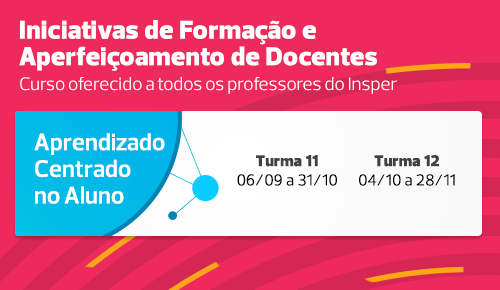 Iniciativas de Formação e
Aperfeiçoamento de Docentes
Curso oferecido a todos os professores do Insper
Aprendizado
Centrado
no Aluno
Turma 11
06/09 a 31/10
Turma 12
04/10 a 28/11